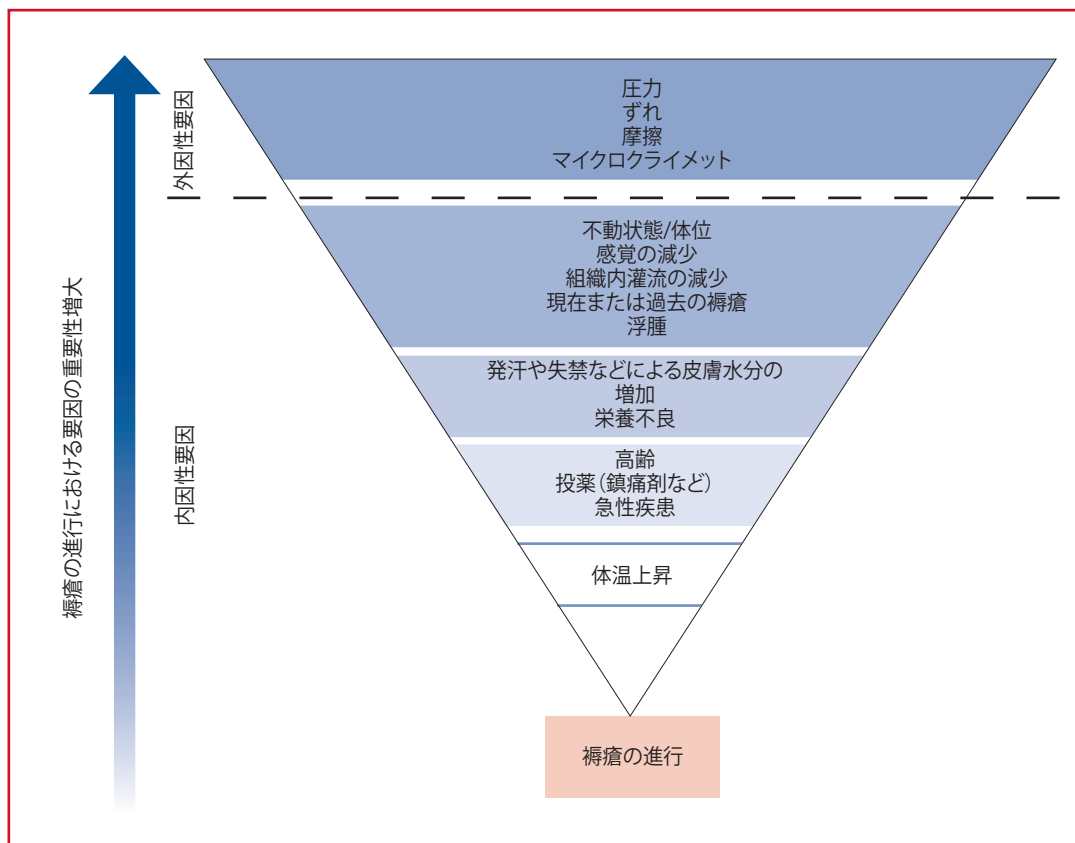 外因性要因
圧力
ずれ
摩擦
マイクロクライメット
褥瘡の進行における要因の重要性増大
内因性要因
不動状態/体位
感覚の減少
組織内灌流の減少
現在または過去の褥瘡
浮腫
発汗や失禁などによる皮膚水分の
増加
栄養不良
高齢
投薬（鎮痛剤など）
急性疾患
体温上昇
褥瘡の進行